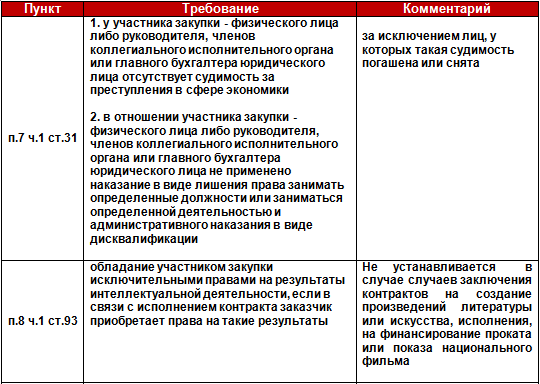 Пункт Требование Комментарий
п.7 ч.1 ст.31
1. у участника закупки - физического лица
либо руководителя, членов
коллегиального исполнительного органа
или главного бухгалтера юридического
лица отсутствует судимость за
преступления в сфере экономики
2. в отношении участника закупки -
физического лица либо руководителя,
членов коллегиального исполнительного
органа или главного бухгалтера
юридического лица не применено
наказание в виде лишения права занимать
определенные должности или заниматься
определенной деятельностью и
административного наказания в виде
дисквалификации
за исключением лиц, у
которых такая судимость
погашена или снята
п.8 ч.1 ст.93
обладание участником закупки
исключительными правами на результаты
интеллектуальной деятельности, если в
связи с исполнением контракта заказчик
приобретает права на такие результаты
Не устанавливается в
случае случаев заключения
контрактов на создание
произведений литературы
или искусства, исполнения,
на финансирование проката
или показа национального
фильма